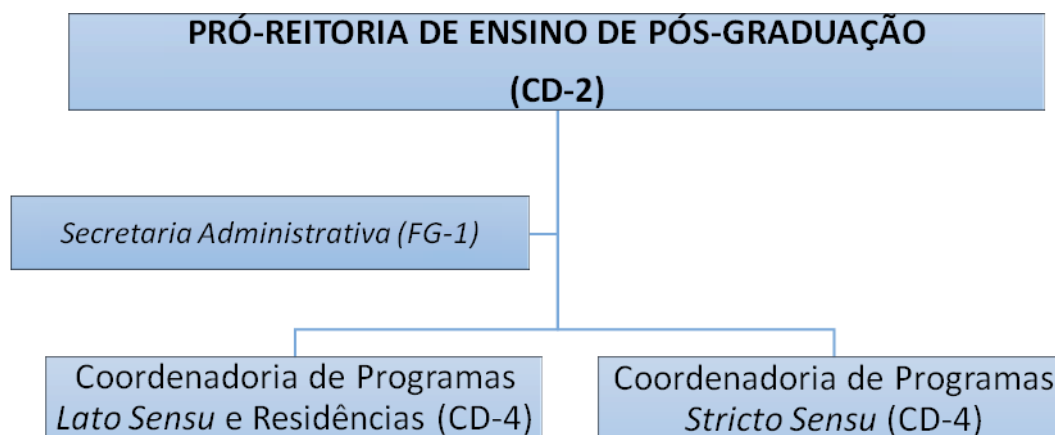 PRÓ-REITORIA DE ENSINO DE PÓS-GRADUAÇÃO
(CD-2)
Secretaria Administrativa (FG-1)
Coordenadoria de Programas
Lato Sensu e Residências (CD-4)
Coordenadoria de Programas
Stricto Sensu (CD-4)